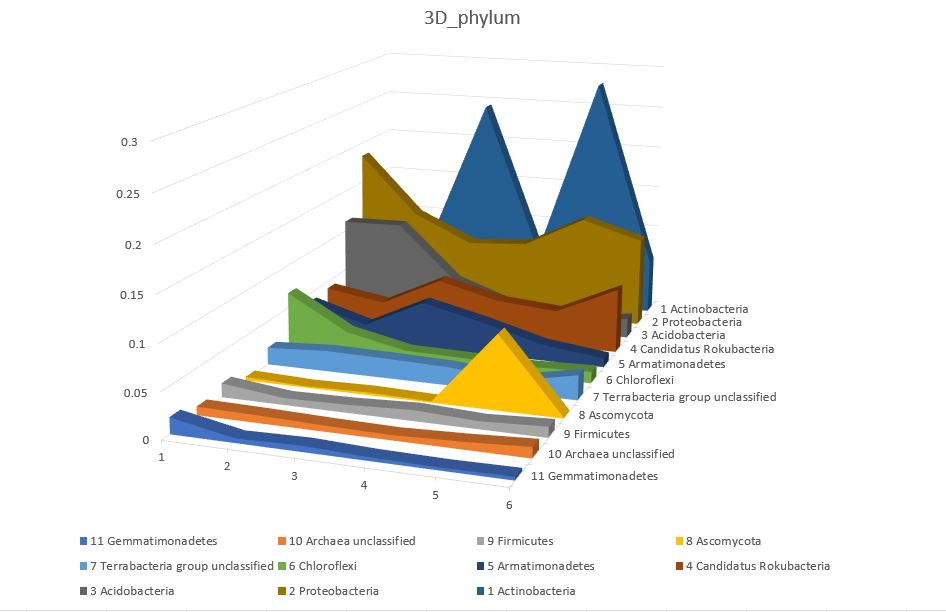 3D_phylum
0.3
0.25
0.2
0.15
0.1
0.05
0
1
2
3
4
5
6
1 Actinobacteria
2 Proteobacteria
3 Acidobacteria
4 Candidatus Rokubacteria
5 Armatimonadetes
6 Chloroflexi
7 Terrabacteria group unclassified
8 Ascomycota
9 Firmicutes
10 Archaea unclassified
11 Gemmatimonadetes
11 Gemmatimonadetes 10 Archaea unclassified 9 Firmicutes 8 Ascomycota
7 Terrabacteria group unclassified 6 Chloroflexi 5 Armatimonadetes 4 Candidatus Rokubacteria
3 Acidobacteria 2 Proteobacteria 1 Actinobacteria